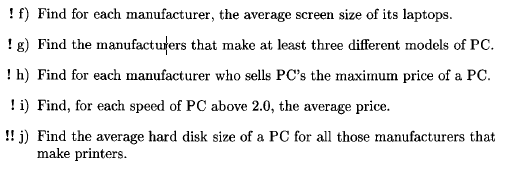 ! f) Find for each manufacturer, the average screen size of its laptops.
! g) Find the manufacturers that make at least three different models of PC.
! h) Find for each manufacturer who sells PC's the maximum price of a PC.
! i) Find, for each speed of PC above 2.0, the average price.
!! j) Find the average hard disk size of a PC for all those manufacturers that
make printers.